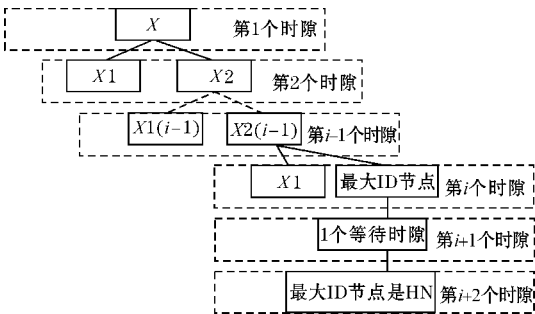 X 第1个时隙
X1 X2 第2个时隙
X1(i−1) X2(i−1) 第i−1个时隙
X1 最大ID节点 第i个时隙
1个等待时隙 第i+1个时隙
最大ID节点是HN 第i+2个时隙